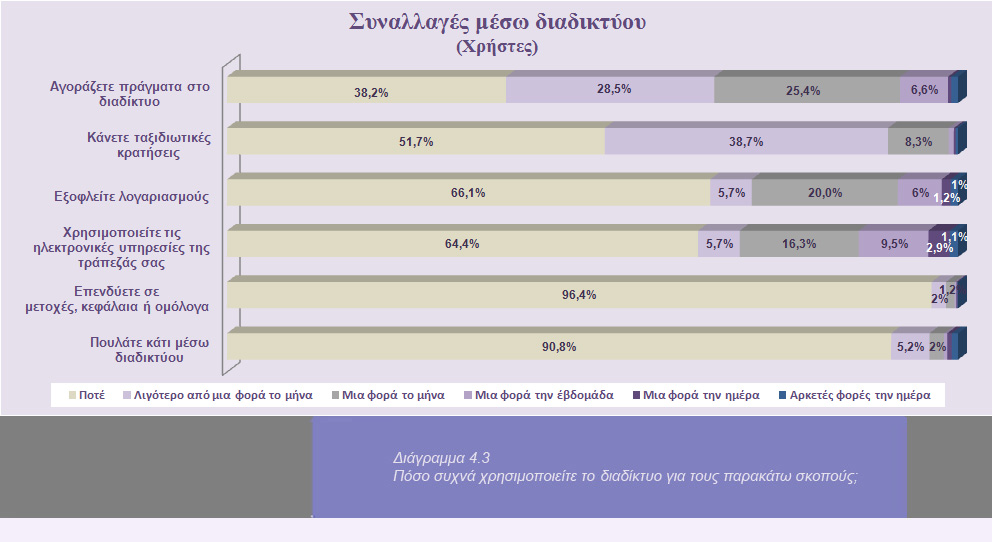 Συναλλαγές μέσω διαδικτύου
(Χρήστες)
Αγοράζετε πράγματα στο
διαδίκτυο
38,2% 28,5% 25,4% 6,6%
Κάνετε ταξιδιωτικές
κρατήσεις
51,7% 38,7% 8,3%
Εξοφλείτε λογαριασμούς
66,1% 5,7% 20,0% 6% 1,2% 1%
Χρησιμοποιείτε τις
ηλεκτρονικές υπηρεσίες της
τράπεζάς σας
64,4% 5,7% 16,3% 9,5% 2,9% 1,1%
Επενδύετε σε
μετοχές, κεφάλαια ή ομόλογα
96,4% 2% 1,2%
Πουλάτε κάτι μέσω
διαδικτύου
90,8% 5,2% 2%
Ποτέ Λιγότερο από μια φορά το μήνα Μια φορά το μήνα Μια φορά την έβδομάδα Μια φορά την ημέρα Αρκετές φορές την ημέρα
Διάγραμμα 4.3
Πόσο συχνά χρησιμοποιείτε το διαδίκτυο για τους παρακάτω σκοπούς;